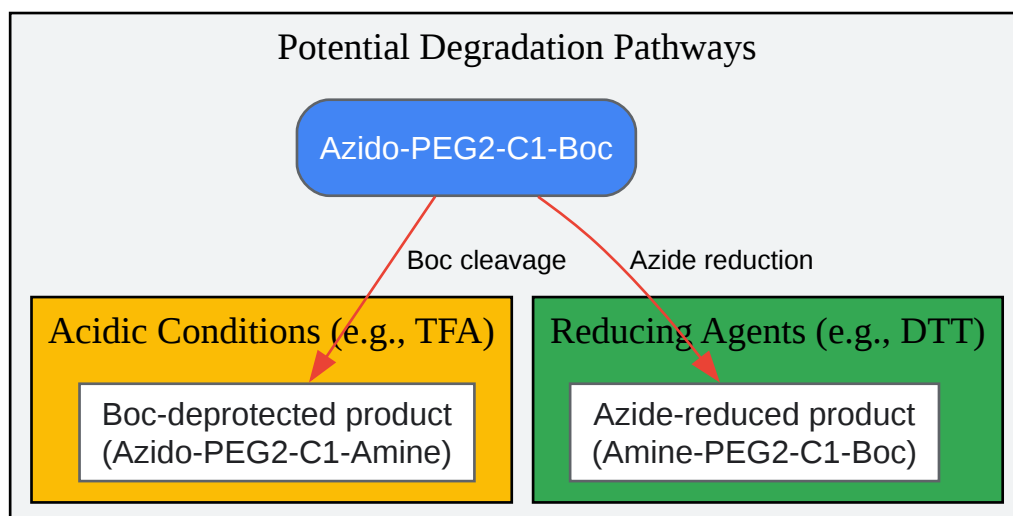 Potential Degradation Pathways
Azido-PEG2-C1-Boc
Boc cleavage
Azide reduction
Acidic Conditions (e.g., TFA)
Reducing Agents (e.g., DTT)
Boc-deprotected product
(Azido-PEG2-C1-Amine)
Azide-reduced product
(Amine-PEG2-C1-Boc)